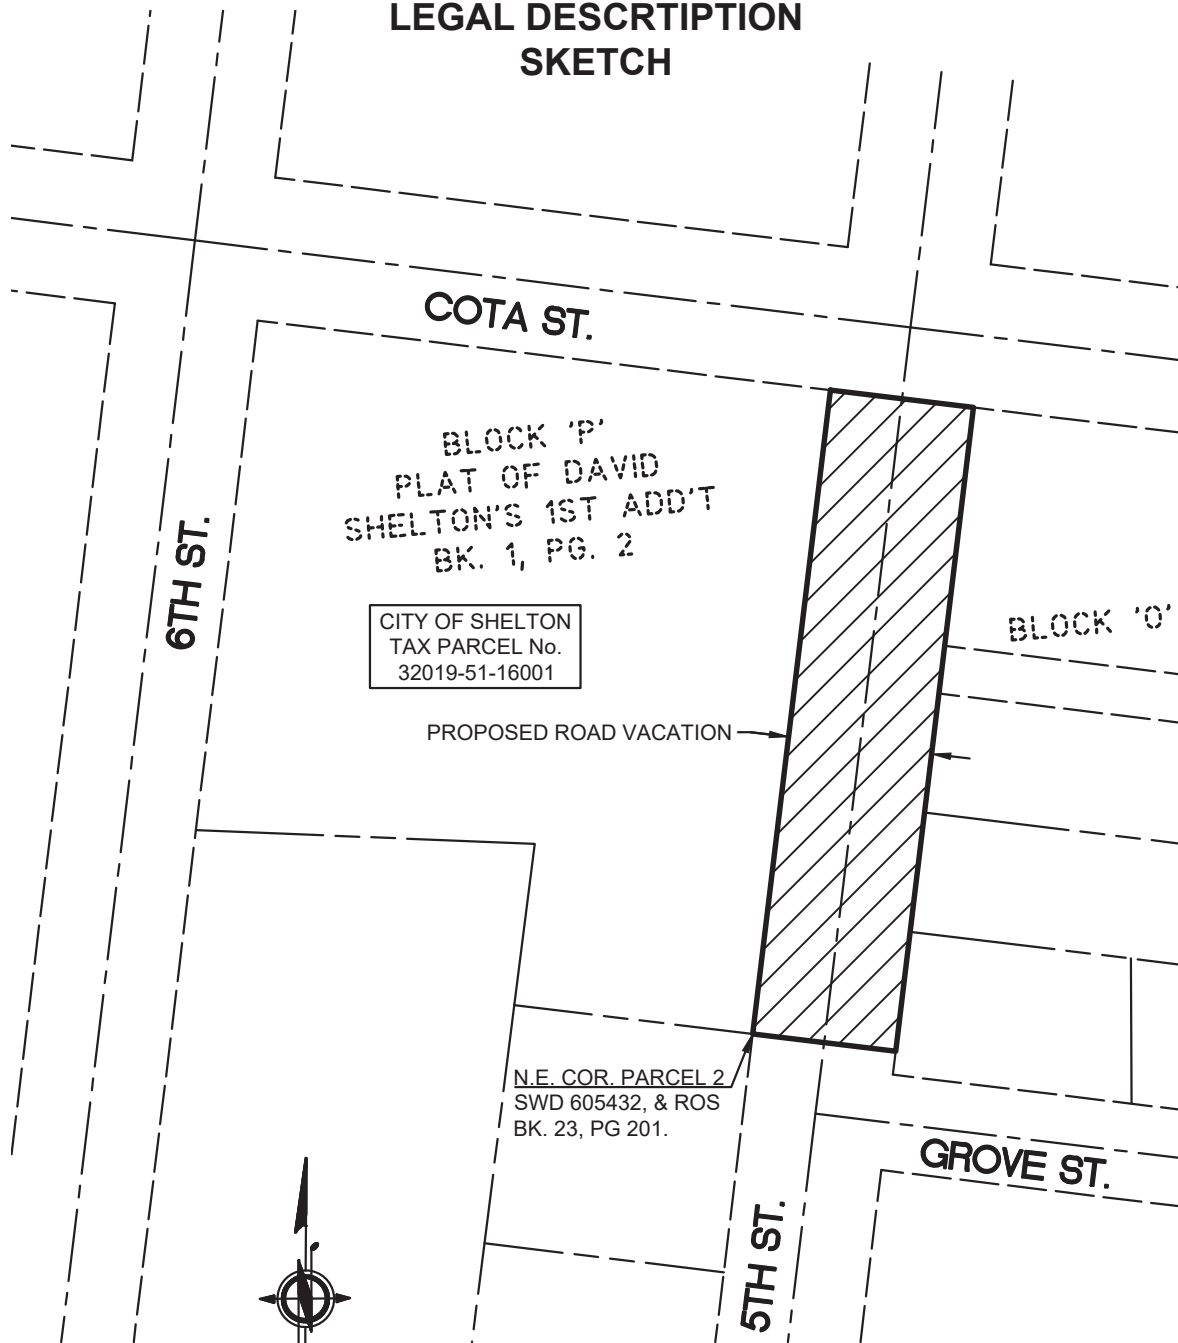 LEGAL DESCRTIPTION
SKETCH
COTA ST.
BLOCK 'P'
PLAT OF DAVID
SHELTON'S 1ST ADD'T
BK. 1, PG. 2
6TH ST.
CITY OF SHELTON
TAX PARCEL No.
32019-51-16001
BLOCK 'O'
PROPOSED ROAD VACATION
N.E. COR. PARCEL 2
SWD 605432, & ROS
BK. 23, PG 201.
GROVE ST.
5TH ST.